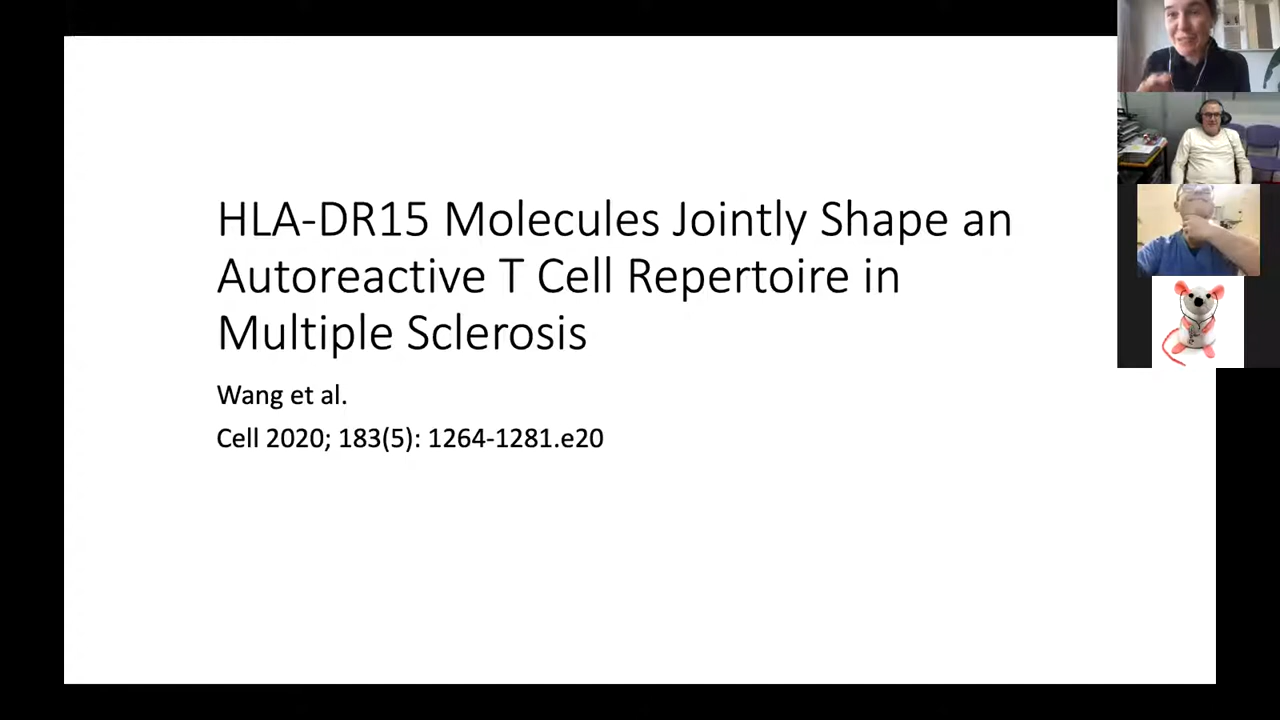 HLA-DR15 Molecules Jointly Shape an
Autoreactive T Cell Repertoire in
Multiple Sclerosis
Wang et al.
Cell 2020; 183(5): 1264-1281.e20